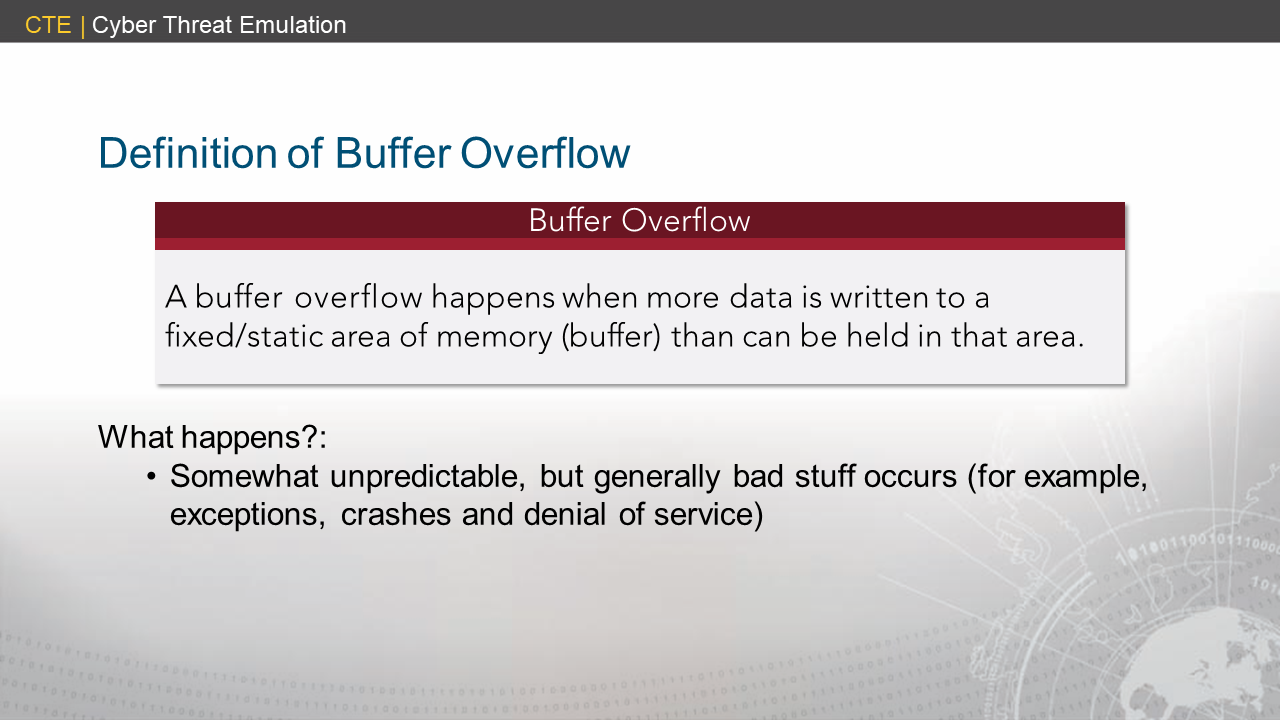 CTE | Cyber Threat Emulation
Definition of Buffer Overflow
Buffer Overflow
A buffer overflow happens when more data is written to a
fixed/static area of memory (buffer) than can be held in that area.
What happens?:
• Somewhat unpredictable, but generally bad stuff occurs (for example,
exceptions, crashes and denial of service)